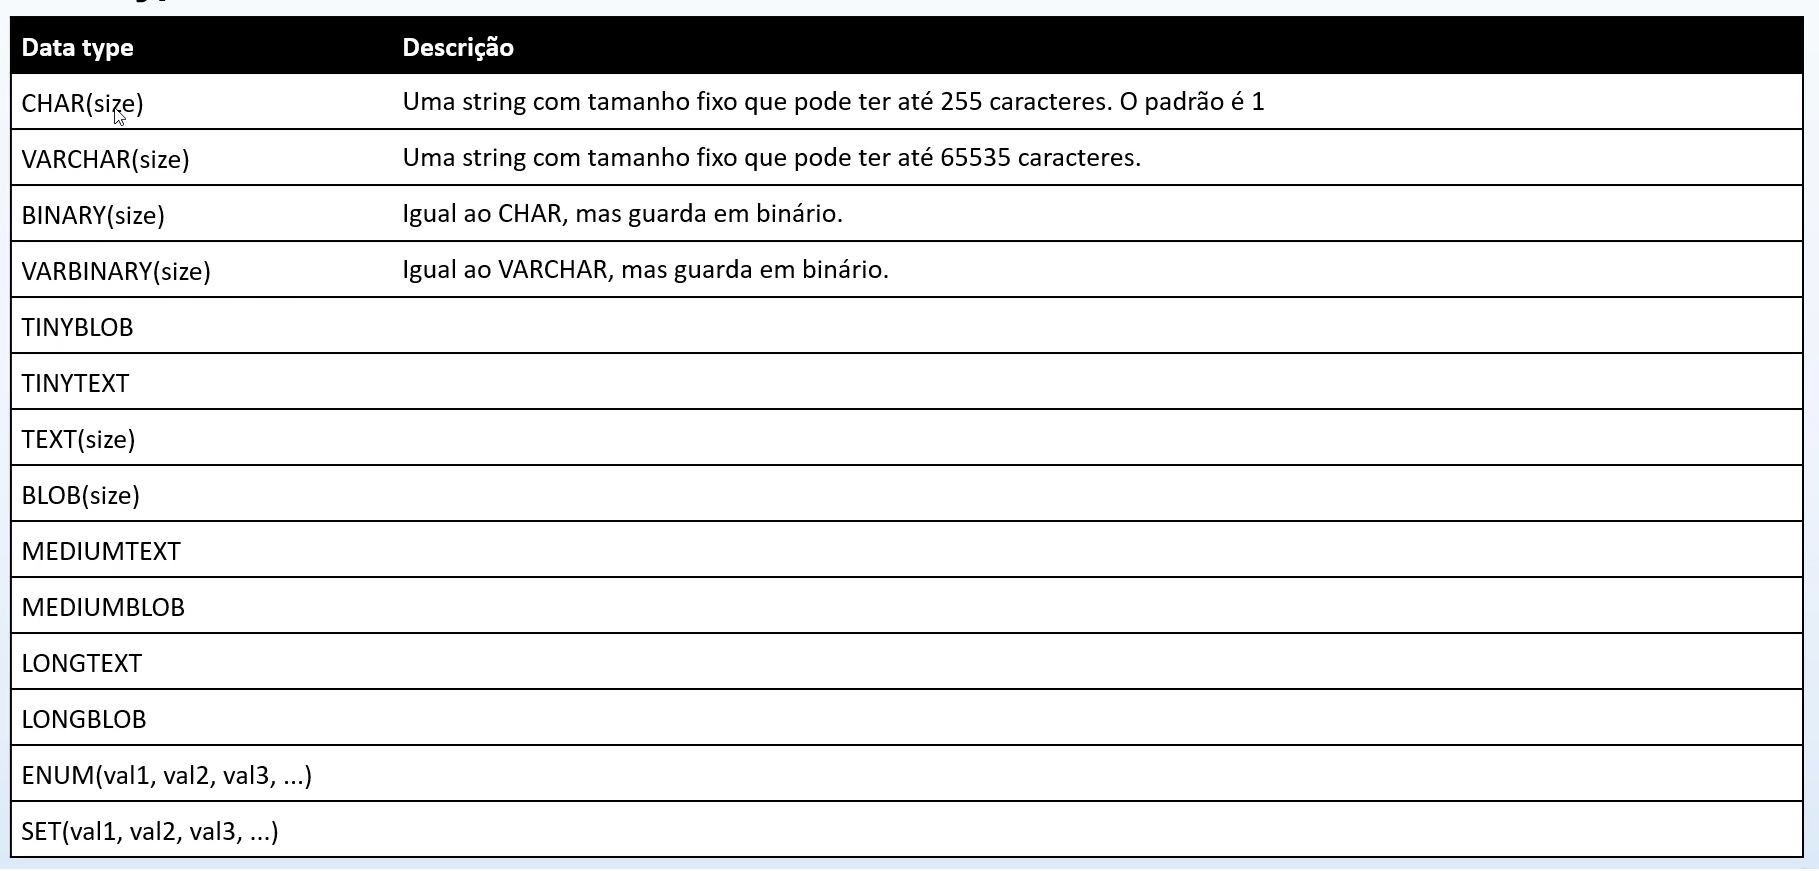 Data type Descrição
CHAR(size) Uma string com tamanho fixo que pode ter até 255 caracteres. O padrão é 1
VARCHAR(size) Uma string com tamanho fixo que pode ter até 65535 caracteres.
BINARY(size) Igual ao CHAR, mas guarda em binário.
VARBINARY(size) Igual ao VARCHAR, mas guarda em binário.
TINYBLOB
TINYTEXT
TEXT(size)
BLOB(size)
MEDIUMTEXT
MEDIUMBLOB
LONGTEXT
LONGBLOB
ENUM(val1, val2, val3, ...)
SET(val1, val2, val3, ...)